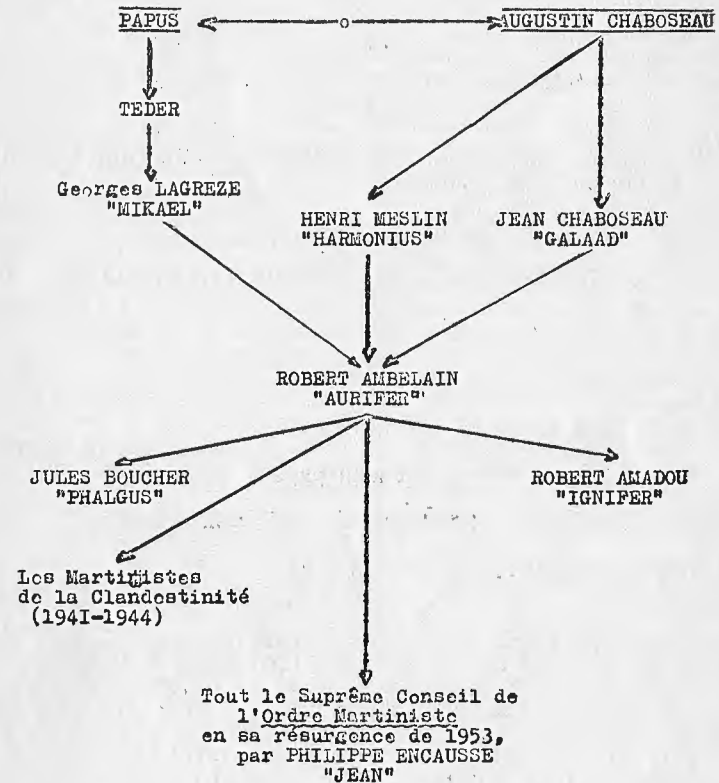 PAPUS o AUGUSTIN CHABOSEAU
TEDER
Georges LAGREZE
"MIKAEL"
HENRI MESLIN
"HARMONIUS"
JEAN CHABOSEAU
"GALAAD"
ROBERT AMBELAIN
"AURIFER"
JULES BOUCHER
"PHALGUS"
ROBERT AMADOU
"IGNIFER"
Les Martinistes
de la Clandestinité
(194I-1944)
Tout le Suprême Conseil de
l'Ordre Martiniste
en sa résurgence de 1953,
par PHILIPPE ENCAUSSE
"JEAN"